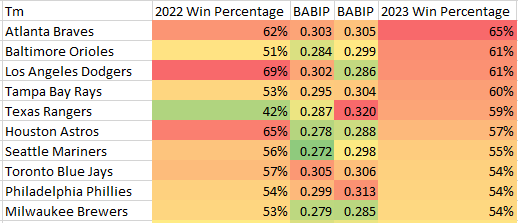 Tm 2022 Win Percentage BABIP BABIP 2023 Win Percentage
Atlanta Braves 62% 0.303 0.305 65%
Baltimore Orioles 51% 0.284 0.299 61%
Los Angeles Dodgers 69% 0.302 0.286 61%
Tampa Bay Rays 53% 0.295 0.304 60%
Texas Rangers 42% 0.287 0.320 59%
Houston Astros 65% 0.278 0.288 57%
Seattle Mariners 56% 0.272 0.298 55%
Toronto Blue Jays 57% 0.305 0.306 54%
Philadelphia Phillies 54% 0.299 0.313 54%
Milwaukee Brewers 53% 0.279 0.285 54%